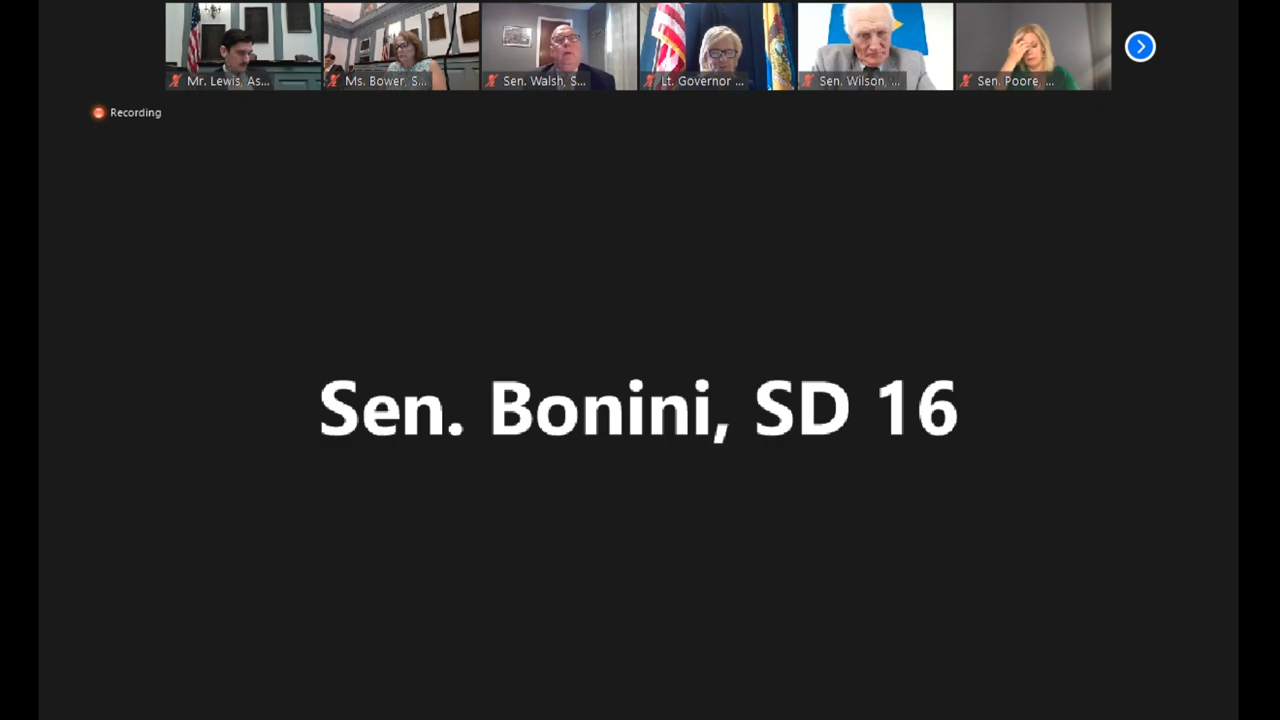 Mr. Lewis, As...
Ms. Bower, S...
Sen. Walsh, S...
Lt. Governor ...
Sen. Wilson, ...
Sen. Poore, ...
Recording
Sen. Bonini, SD 16